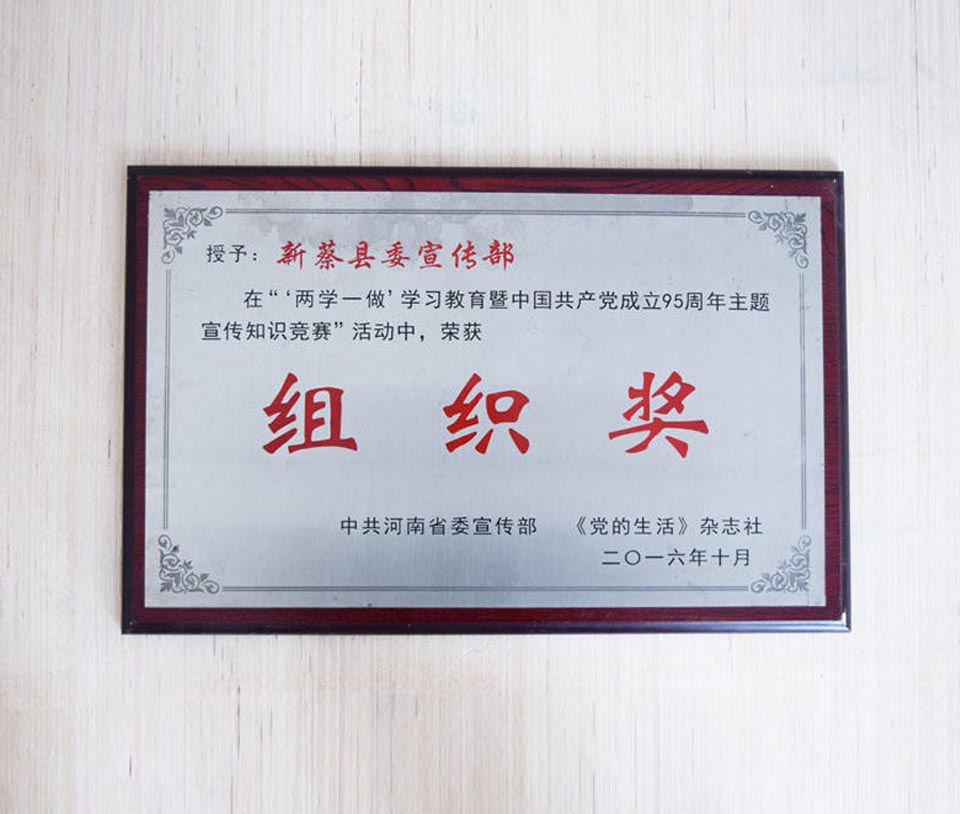 授予：新蔡县委宣传部
在“‘两学一做’学习教育暨中国共产党成立95周年主题
宣传知识竞赛”活动中，荣获
组织奖
中共河南省委宣传部 《党的生活》杂志社
二〇一六年十月